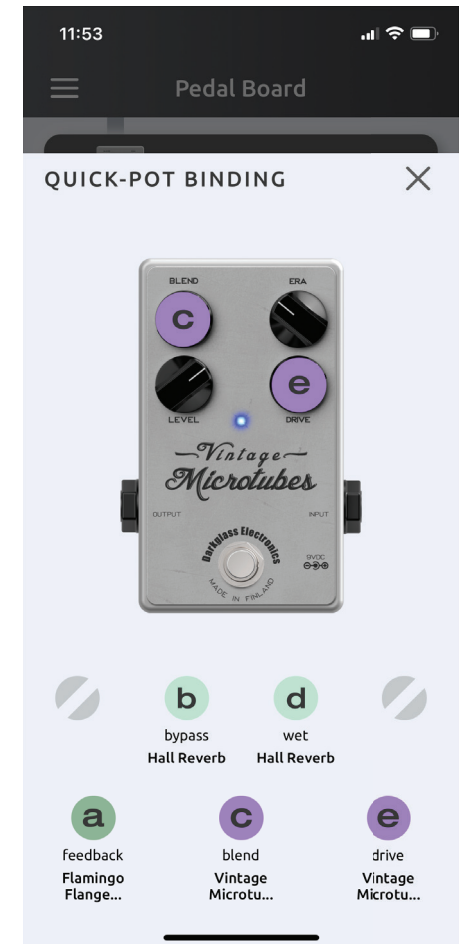 11:53
Pedal Board
QUICK-POT BINDING
BLEND
ERA
c
e
LEVEL
DRIVE
Vintage
Microtubes
OUTPUT
INPUT
Darkglass Electronics
9VDC
MADE IN FINLAND
b
d
bypass
wet
Hall Reverb
Hall Reverb
a
c
e
feedback
blend
drive
Flamingo
Vintage
Vintage
Flange...
Microtu...
Microtu...